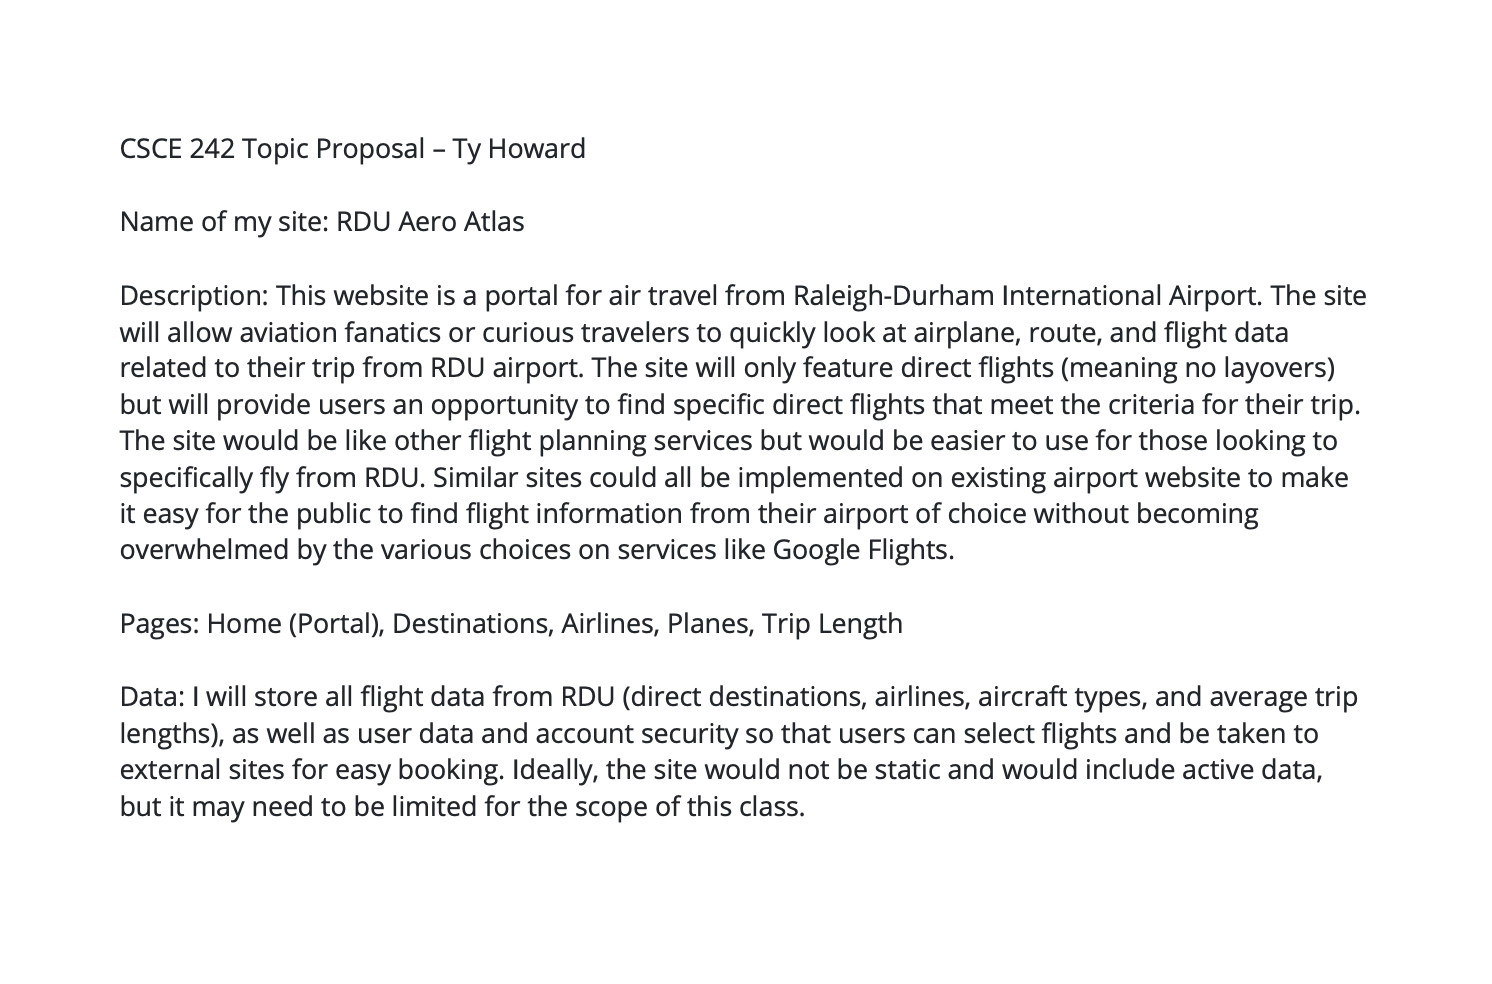 CSCE 242 Topic Proposal – Ty Howard
Name of my site: RDU Aero Atlas
Description: This website is a portal for air travel from Raleigh-Durham International Airport. The site
will allow aviation fanatics or curious travelers to quickly look at airplane, route, and flight data
related to their trip from RDU airport. The site will only feature direct flights (meaning no layovers)
but will provide users an opportunity to find specific direct flights that meet the criteria for their trip.
The site would be like other flight planning services but would be easier to use for those looking to
specifically fly from RDU. Similar sites could all be implemented on existing airport website to make
it easy for the public to find flight information from their airport of choice without becoming
overwhelmed by the various choices on services like Google Flights.
Pages: Home (Portal), Destinations, Airlines, Planes, Trip Length
Data: I will store all flight data from RDU (direct destinations, airlines, aircraft types, and average trip
lengths), as well as user data and account security so that users can select flights and be taken to
external sites for easy booking. Ideally, the site would not be static and would include active data,
but it may need to be limited for the scope of this class.